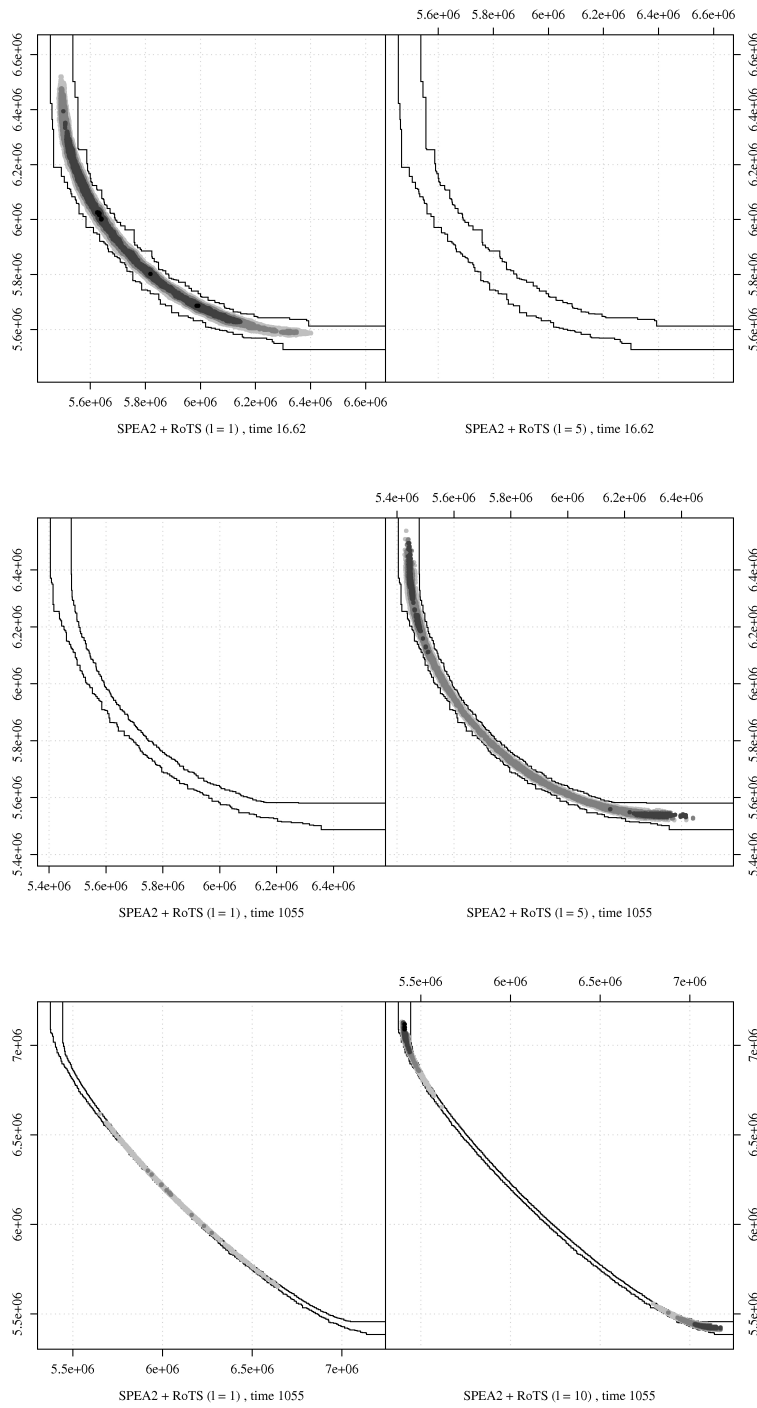 5.6e+06 5.8e+06 6e+06 6.2e+06 6.4e+06 6.6e+06
5.6e+06 5.8e+06 6e+06 6.2e+06 6.4e+06 6.6e+06
5.6e+06 5.8e+06 6e+06 6.2e+06 6.4e+06 6.6e+06
5.6e+06 5.8e+06 6e+06 6.2e+06 6.4e+06 6.6e+06
SPEA2 + RoTS (l = 1) , time 16.62
SPEA2 + RoTS (l = 5) , time 16.62
5.4e+06 5.6e+06 5.8e+06 6e+06 6.2e+06 6.4e+06
5.6e+06 5.8e+06 6e+06 6.2e+06 6.4e+06
5.4e+06 5.6e+06 5.8e+06 6e+06 6.2e+06 6.4e+06
5.4e+06 5.6e+06 5.8e+06 6e+06 6.2e+06 6.4e+06
5.4e+06
SPEA2 + RoTS (l = 1) , time 1055
SPEA2 + RoTS (l = 5) , time 1055
5.5e+06 6e+06 6.5e+06 7e+06
5.5e+06 6e+06 6.5e+06 7e+06
5.5e+06 6e+06 6.5e+06 7e+06
5.5e+06 6e+06 6.5e+06 7e+06
SPEA2 + RoTS (l = 1) , time 1055
SPEA2 + RoTS (l = 10) , time 1055